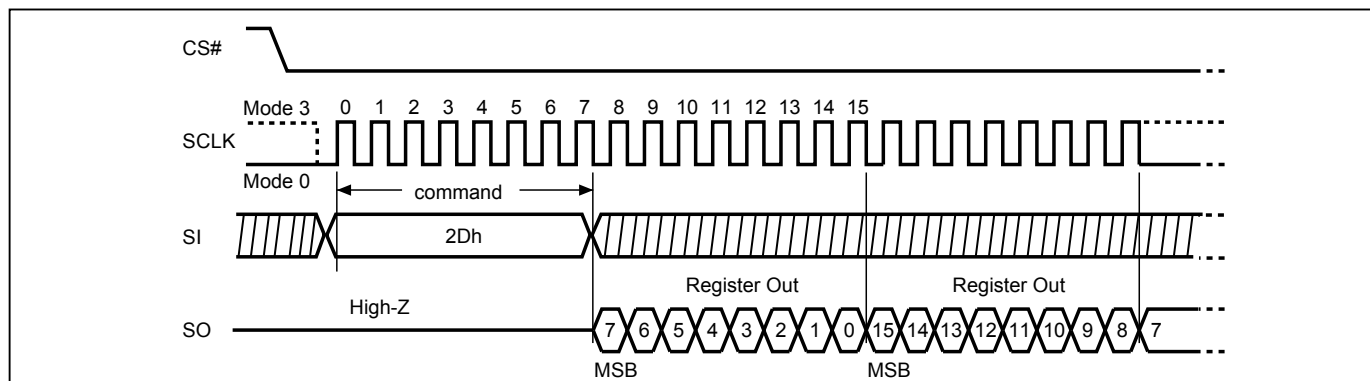 CS#
Mode 3 0 1 2 3 4 5 6 7 8 9 10 11 12 13 14 15
SCLK
Mode 0
command
SI 2Dh
Register Out Register Out
High-Z
SO 7 6 5 4 3 2 1 0 15 14 13 12 11 10 9 8 7
MSB MSB